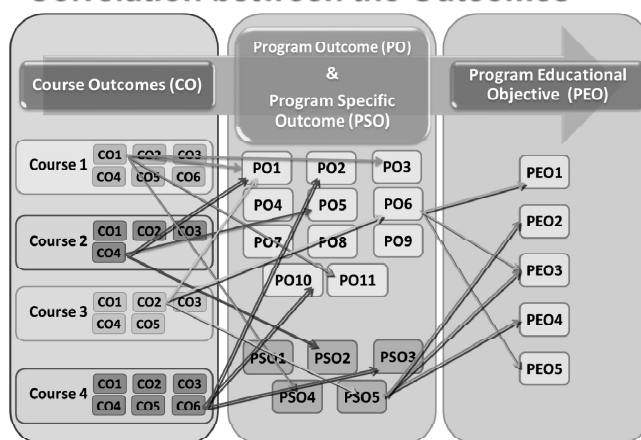 Correlation between the Outcomes
Course Outcomes (CO)
Program Outcome (PO)
&
Program Specific
Outcome (PSO)
Program Educational
Objective (PEO)
Course 1
CO1 CO2 CO3
CO4 CO5 CO6
Course 2
CO1 CO2 CO3
CO4
Course 3
CO1 CO2 CO3
CO4 CO5
Course 4
CO1 CO2 CO3
CO4 CO5 CO6
PO1 PO2 PO3
PO4 PO5 PO6
PO7 PO8 PO9
PO10 PO11
PSO1 PSO2 PSO3
PSO4 PSO5
PEO1
PEO2
PEO3
PEO4
PEO5